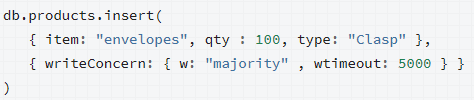 db.products.insert(
   { item: "envelopes", qty : 100, type: "Clasp" },
   { writeConcern: { w: "majority" , wtimeout: 5000 } }
)